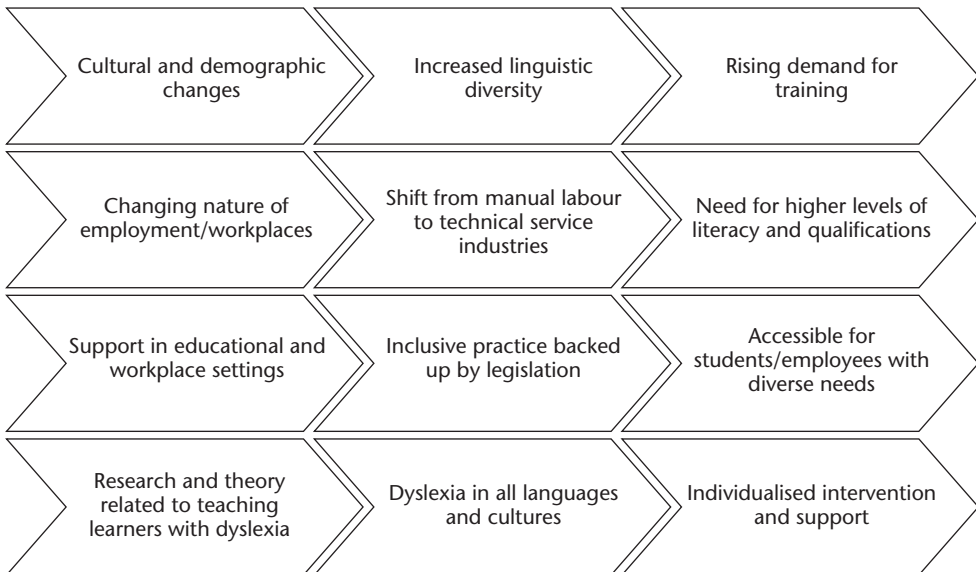 Cultural and demographic
changes
Increased linguistic
diversity
Rising demand for
training
Changing nature of
employment/workplaces
Shift from manual labour
to technical service
industries
Need for higher levels of
literacy and qualifications
Support in educational and
workplace settings
Inclusive practice backed
up by legislation
Accessible for
students/employees with
diverse needs
Research and theory
related to teaching
learners with dyslexia
Dyslexia in all languages
and cultures
Individualised intervention
and support